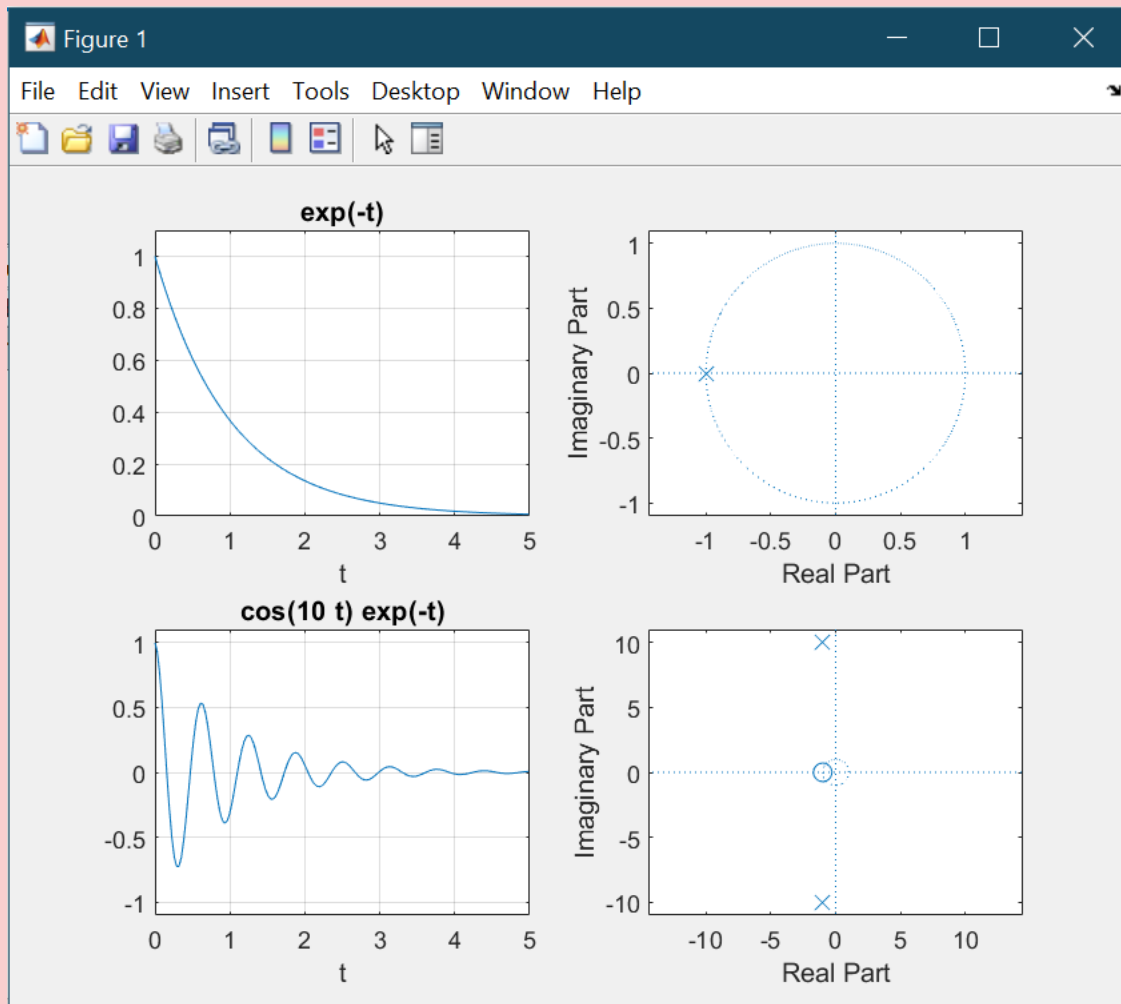 Figure 1
File Edit View Insert Tools Desktop Window Help
exp(-t)
1
0.8
0.6
0.4
0.2
0
0 1 2 3 4 5
t
Imaginary Part
1
0.5
0
-0.5
-1
-1 -0.5 0 0.5 1
Real Part
cos(10 t) exp(-t)
1
0.5
0
-0.5
-1
0 1 2 3 4 5
t
Imaginary Part
10
5
0
-5
-10
-10 -5 0 5 10
Real Part